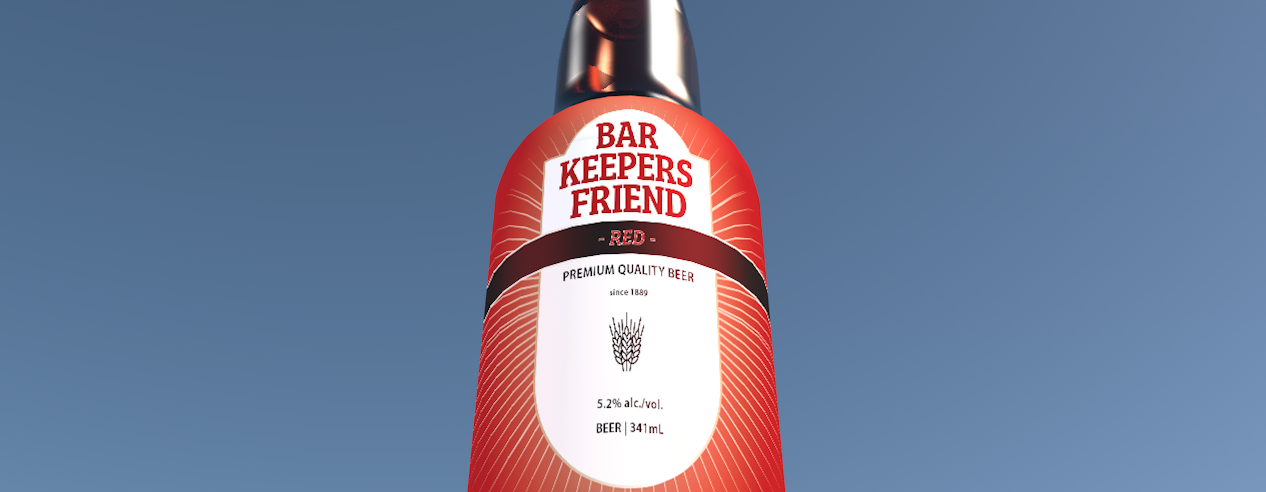 BAR
KEEPERS
FRIEND
- RED -
PREMIUM QUALITY BEER
since 1889
5.2% alc./vol.
BEER | 341mL